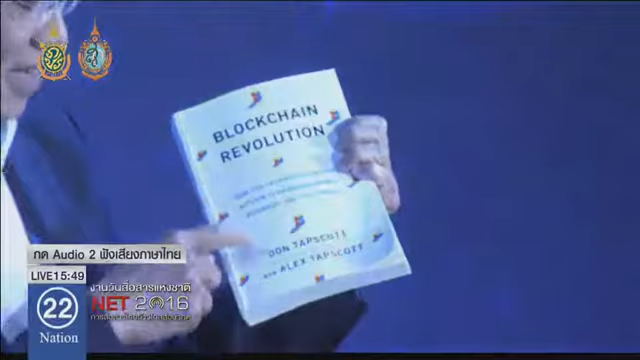 BLOCKCHAIN
REVOLUTION
DON TAPSCOTT
AND ALEX TAPSCOTT
กด Audio 2 ฟังเสียงภาษาไทย
LIVE 15:49
งานวันสื่อสารแห่งชาติ
NET 2016
22
Nation